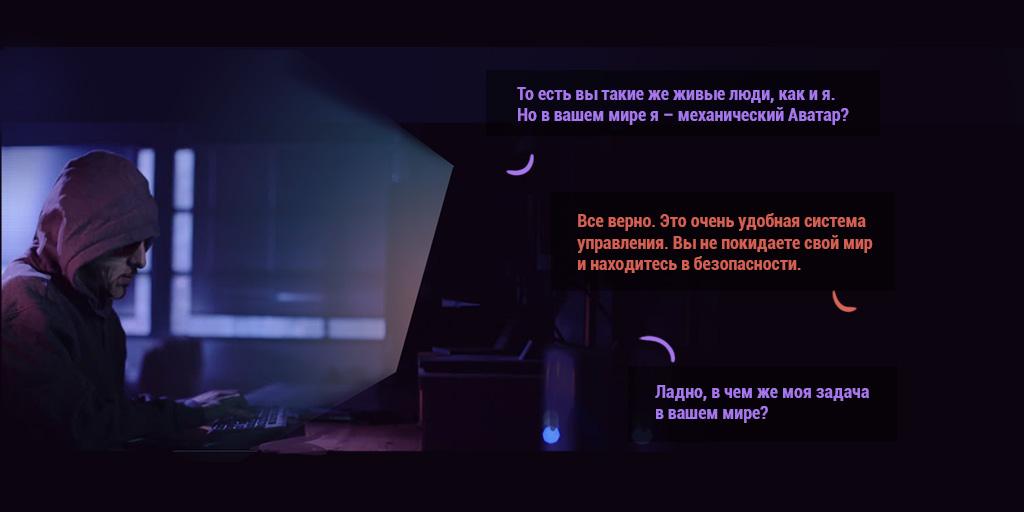 То есть вы такие же живые люди, как и я.
Но в вашем мире я – механический Аватар?
Все верно. Это очень удобная система
управления. Вы не покидаете свой мир
и находитесь в безопасности.
Ладно, в чем же моя задача
в вашем мире?